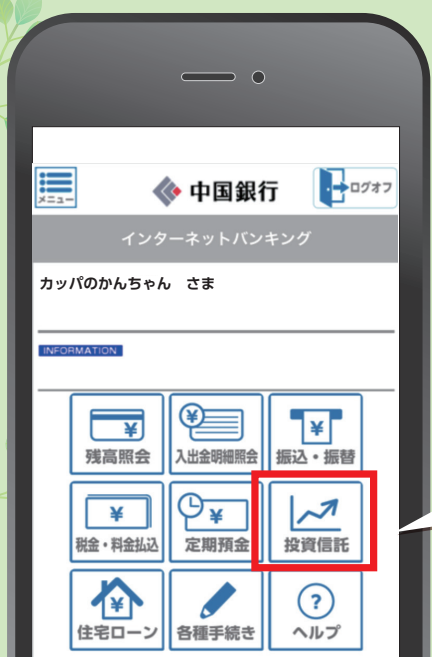 メニュー
中国銀行
ログオフ
インターネットバンキング
カッパのかんちゃん さま
INFORMATION
残高照会
入出金明細照会
振込・振替
税金・料金払込
定期預金
投資信託
住宅ローン
各種手続き
ヘルプ